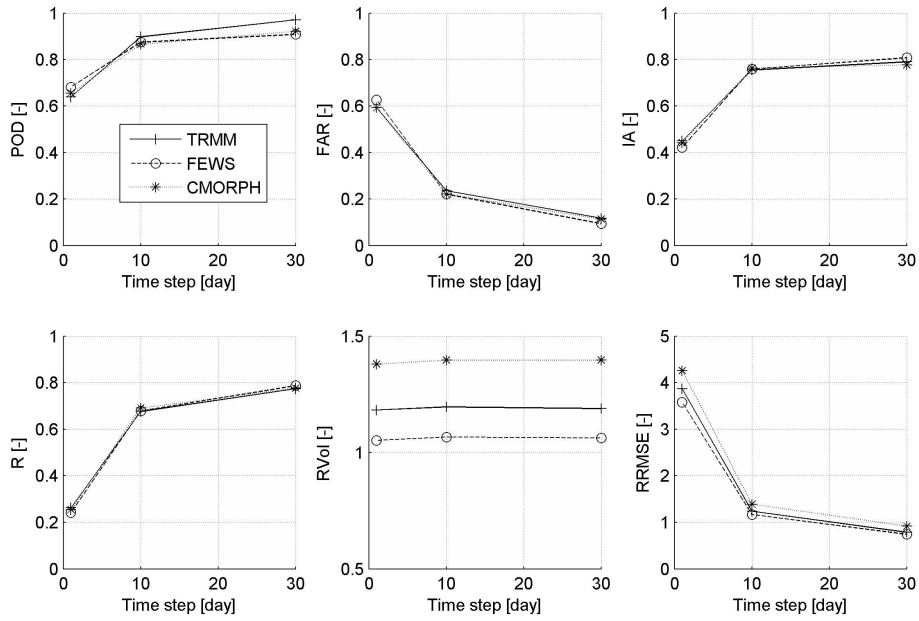 1
0.8
0.6
0.4
0.2
0
POD [-]
0 10 20 30
Time step [day]
TRMM
FEWS
CMORPH
1
0.8
0.6
0.4
0.2
0
FAR [-]
0 10 20 30
Time step [day]
1
0.8
0.6
0.4
0.2
0
IA [-]
0 10 20 30
Time step [day]
1
0.8
0.6
0.4
0.2
0
R [-]
0 10 20 30
Time step [day]
1.5
1
0.5
RVol [-]
0 10 20 30
Time step [day]
5
4
3
2
1
0
RRMSE [-]
0 10 20 30
Time step [day]